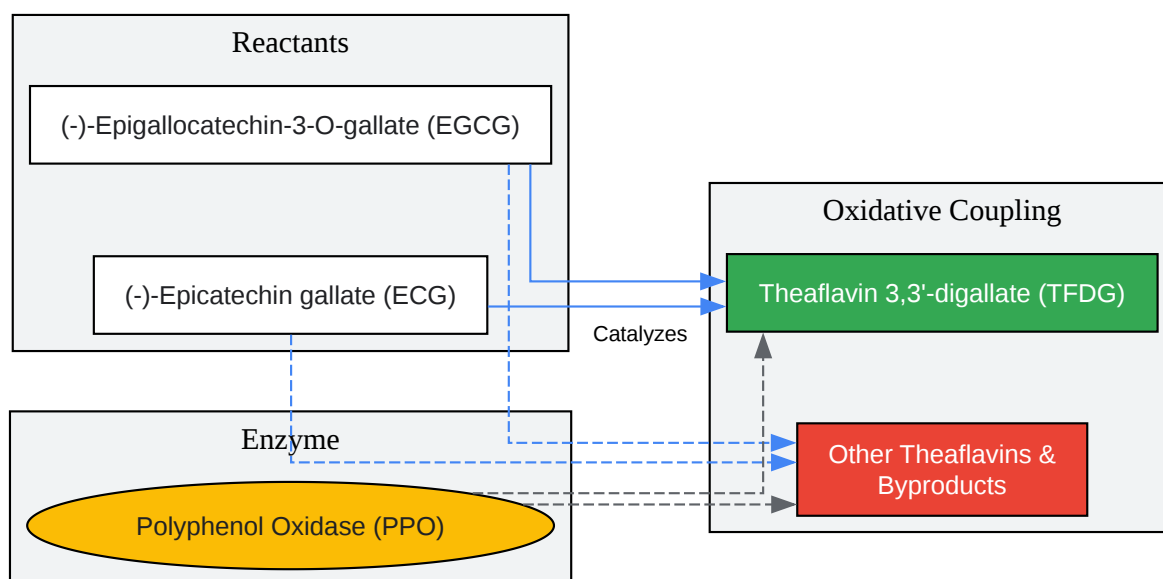 Reactants
(-)-Epigallocatechin-3-O-gallate (EGCG)
(-)-Epicatechin gallate (ECG)
Oxidative Coupling
Theaflavin 3,3'-digallate (TFDG)
Catalyzes
Other Theaflavins &
Byproducts
Enzyme
Polyphenol Oxidase (PPO)